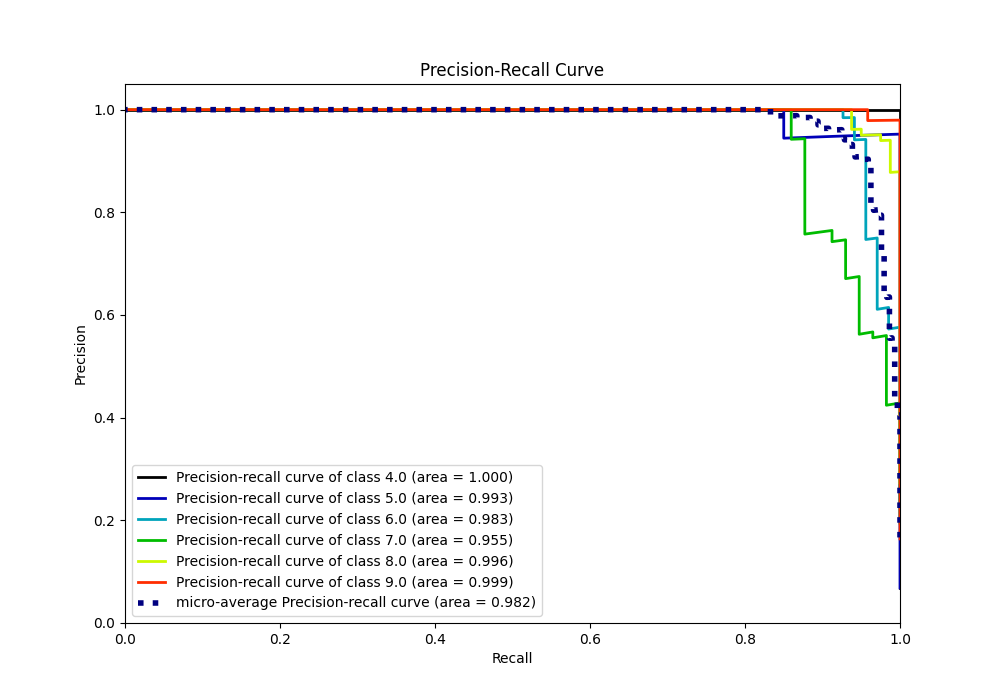 Precision-Recall Curve
1.0
0.8
0.6
0.4
0.2
0.0
Precision
Precision-recall curve of class 4.0 (area = 1.000)
Precision-recall curve of class 5.0 (area = 0.993)
Precision-recall curve of class 6.0 (area = 0.983)
Precision-recall curve of class 7.0 (area = 0.955)
Precision-recall curve of class 8.0 (area = 0.996)
Precision-recall curve of class 9.0 (area = 0.999)
micro-average Precision-recall curve (area = 0.982)
0.0 0.2 0.4 0.6 0.8 1.0
Recall